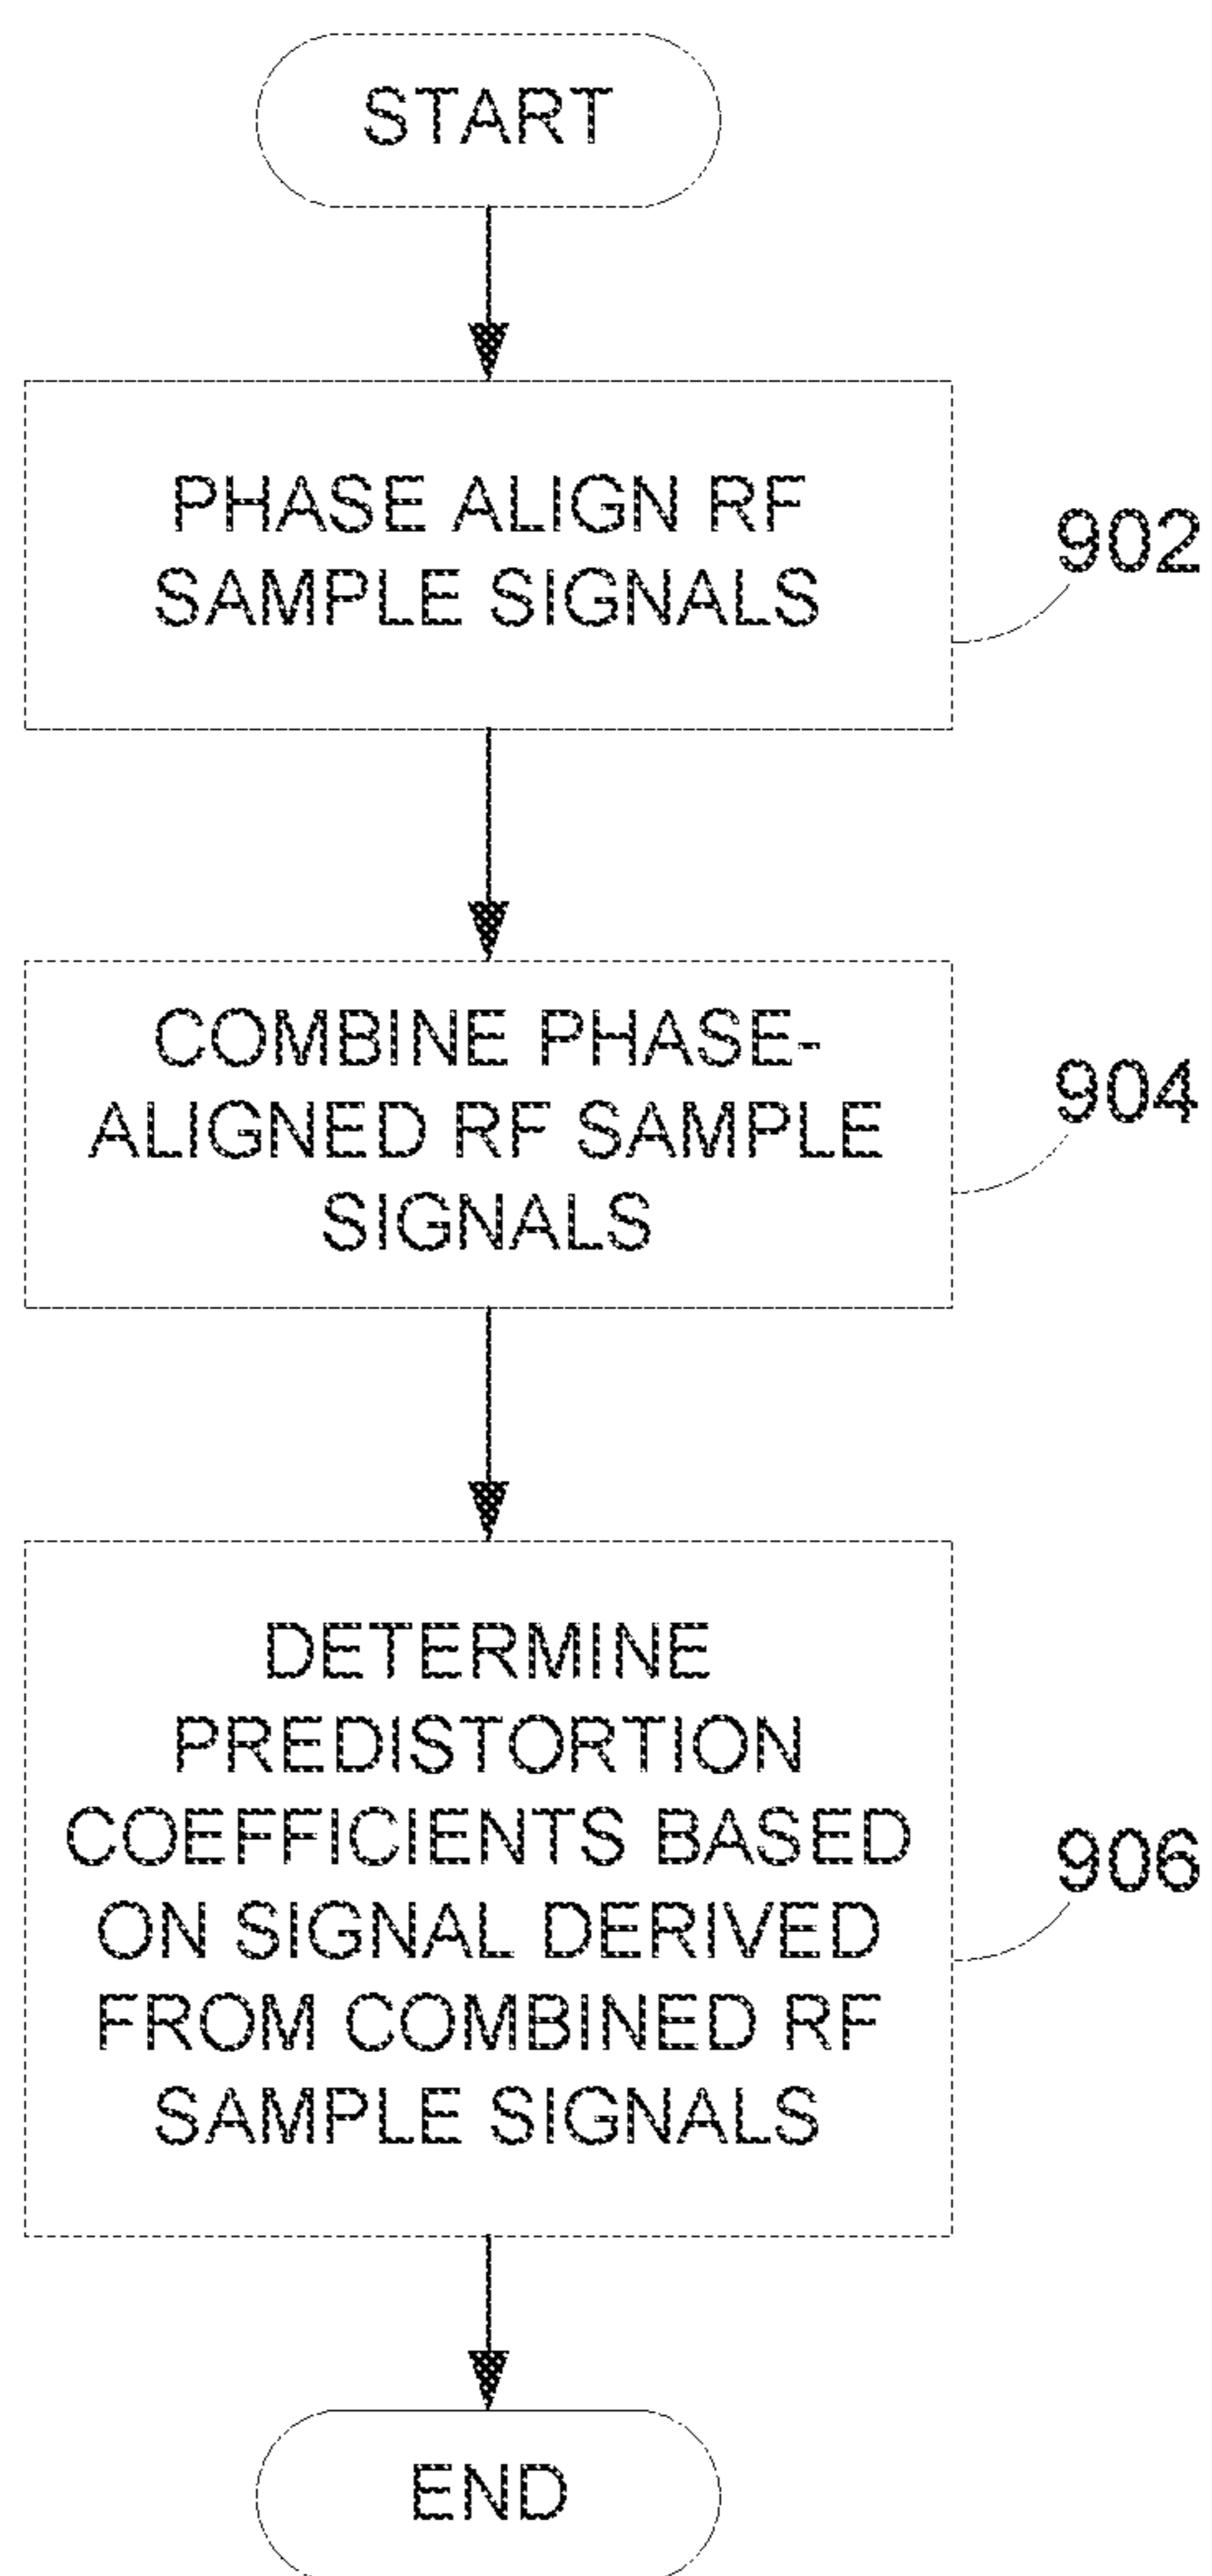 START
PHASE ALIGN RF
SAMPLE SIGNALS
902
COMBINE PHASE-
ALIGNED RF SAMPLE
SIGNALS
904
DETERMINE
PREDISTORTION
COEFFICIENTS BASED
ON SIGNAL DERIVED
FROM COMBINED RF
SAMPLE SIGNALS
906
END